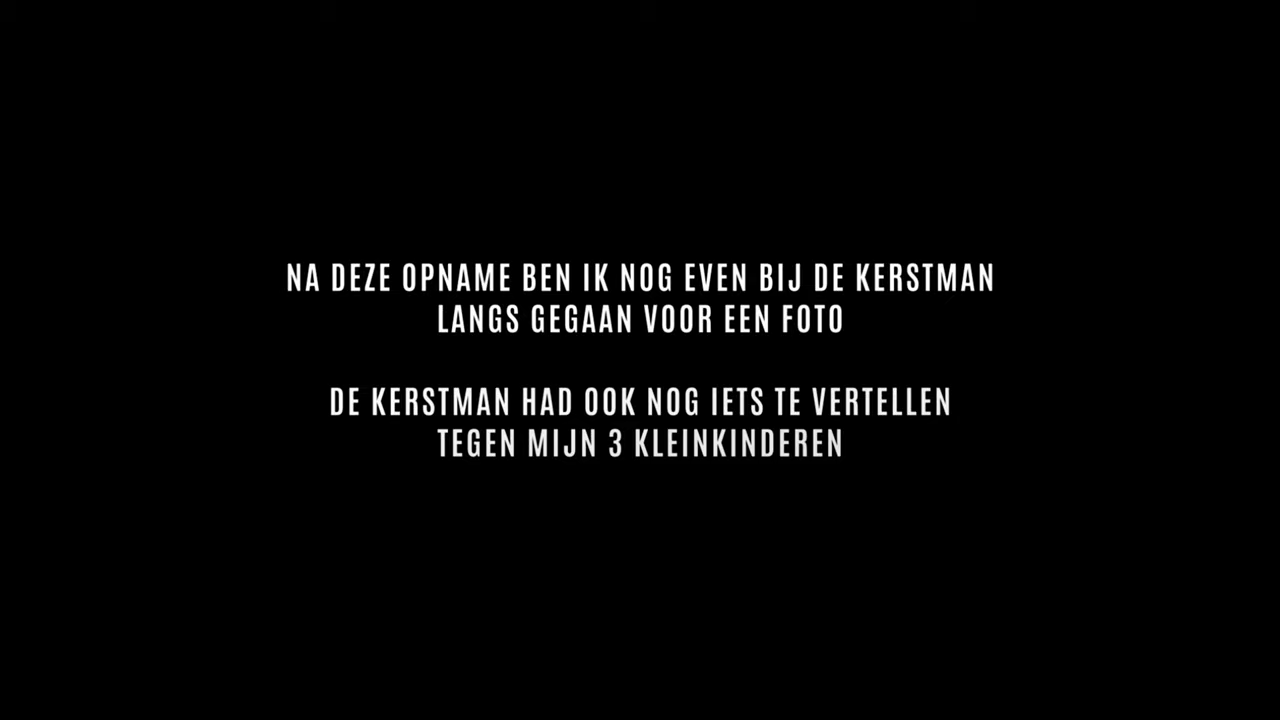 NA DEZE OPNAME BEN IK NOG EVEN BIJ DE KERSTMAN
LANGS GEGAAN VOOR EEN FOTO
DE KERSTMAN HAD OOK NOG IETS TE VERTELLEN
TEGEN MIJN 3 KLEINKINDEREN